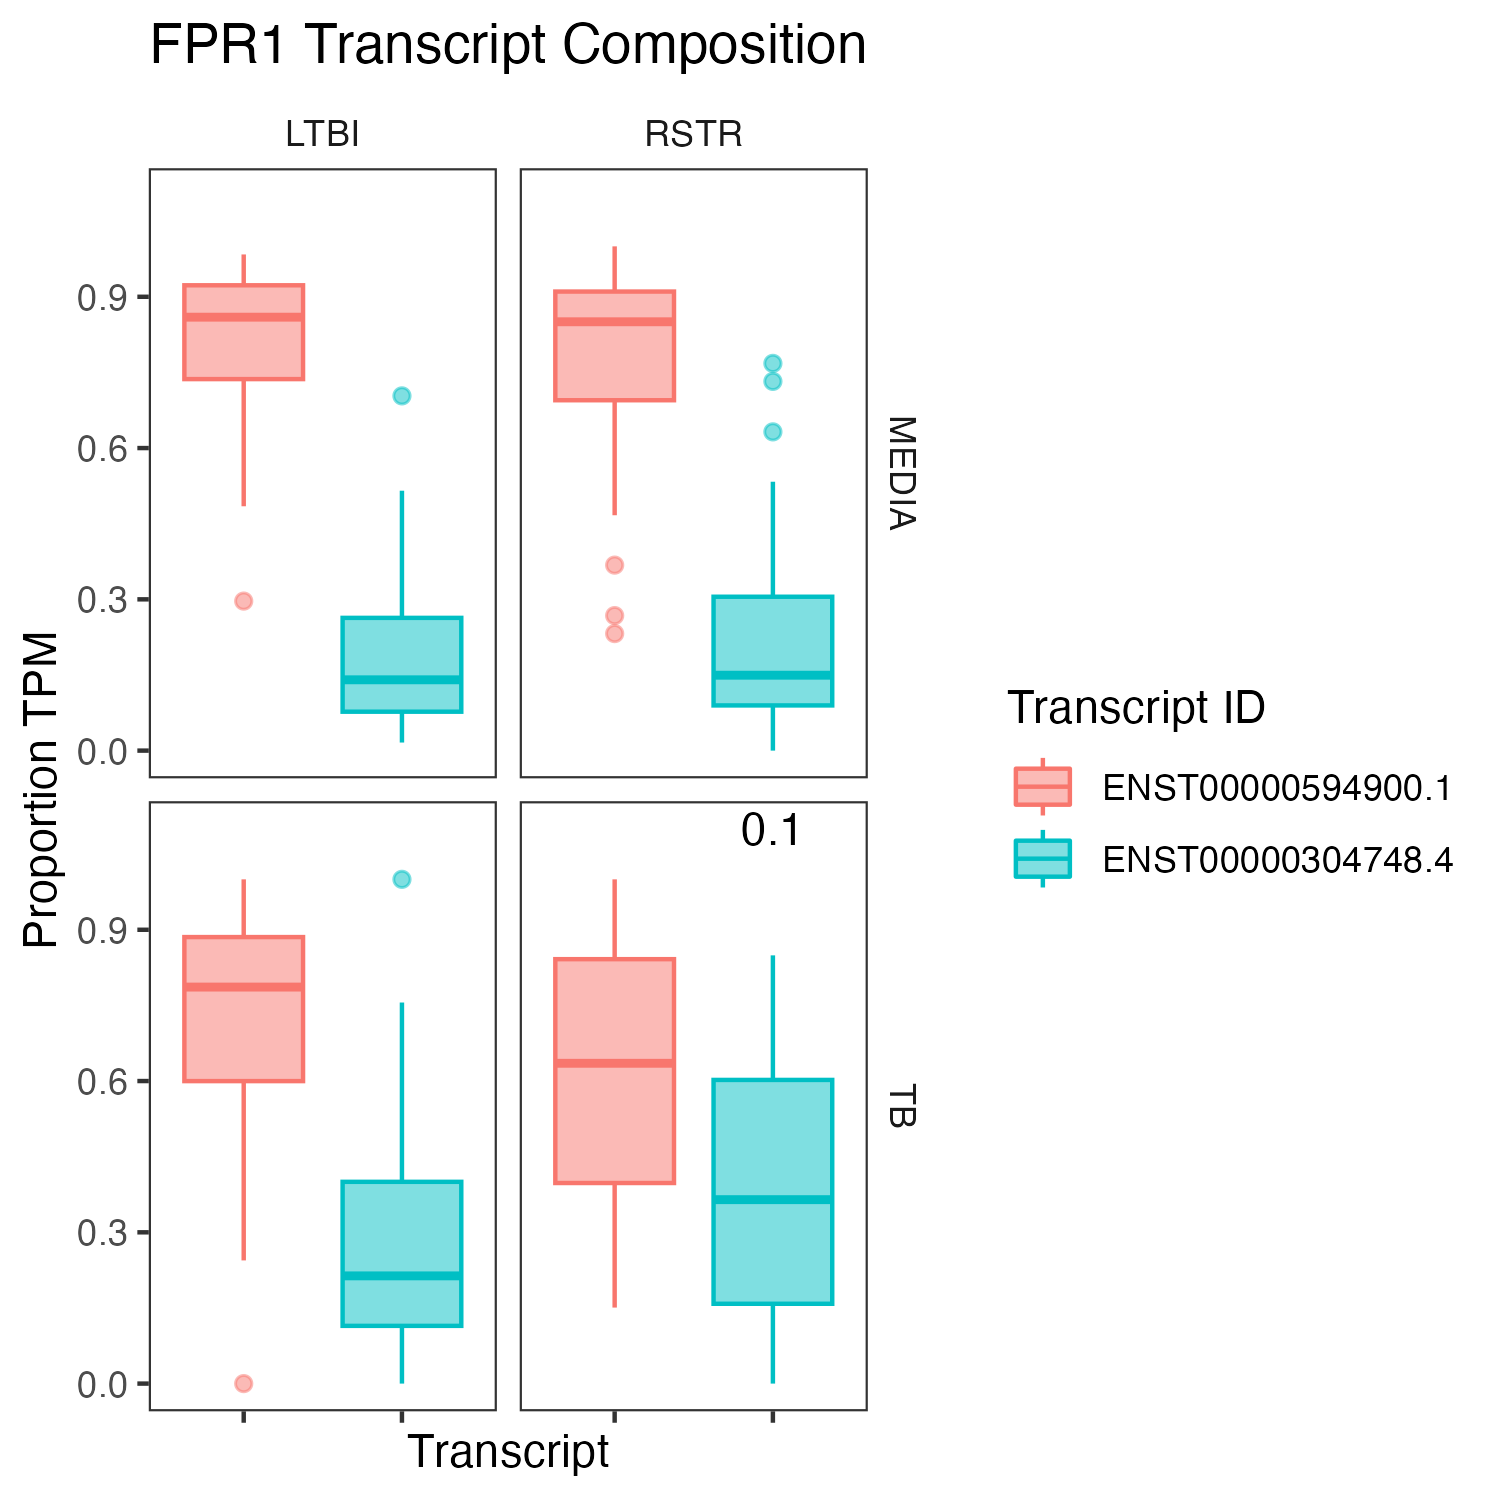 FPR1 Transcript Composition
LTBI
RSTR
0.9
0.6
0.3
0.0
MEDIA
0.1
0.9
0.6
0.3
0.0
TB
Proportion TPM
Transcript
Transcript ID
ENST00000594900.1
ENST00000304748.4